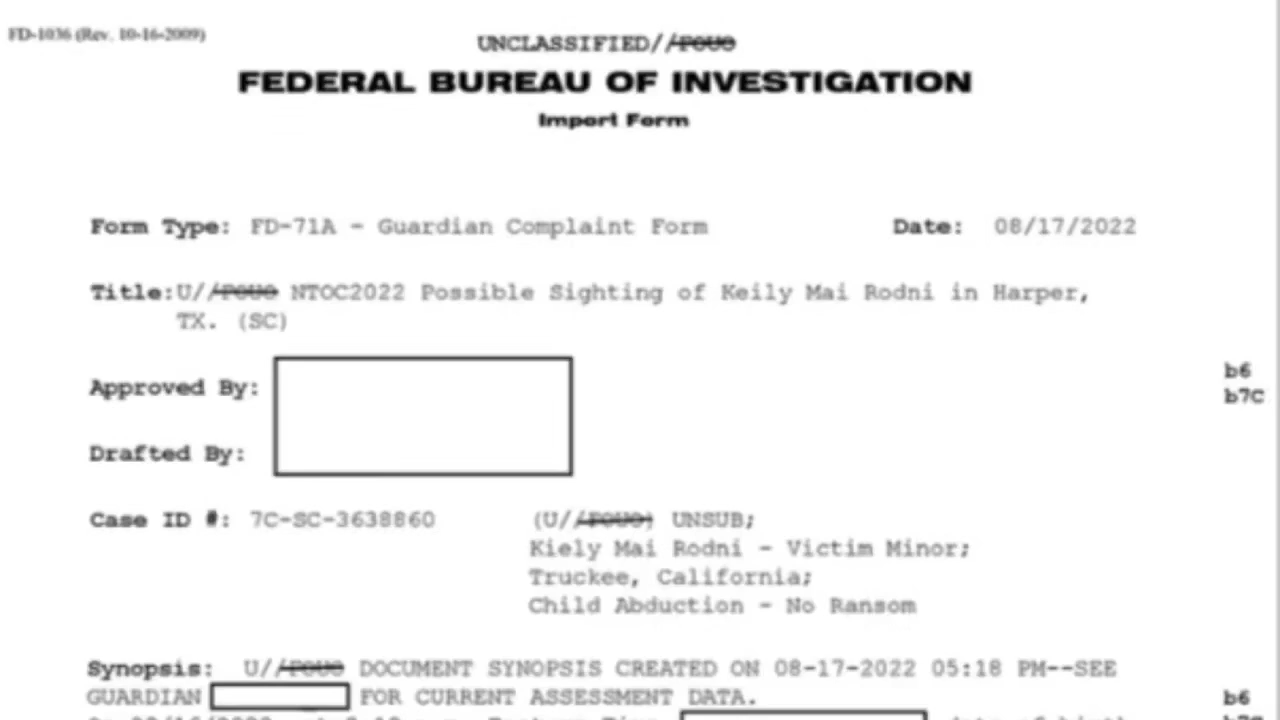 FD-1036 (Rev. 10-16-2009)
UNCLASSIFIED//FOUO
FEDERAL BUREAU OF INVESTIGATION
Import Form
Form Type: FD-71A - Guardian Complaint Form Date: 08/17/2022
Title: U//FOUO NTOC2022 Possible Sighting of Keily Mai Rodni in Harper,
TX. (SC)
b6
Approved By:
b7C
Drafted By:
Case ID #: 7C-SC-3638860 (U//FOUO) UNSUB;
Kiely Mai Rodni - Victim Minor;
Truckee, California;
Child Abduction - No Ransom
Synopsis: U//FOUO DOCUMENT SYNOPSIS CREATED ON 08-17-2022 05:18 PM--SEE
GUARDIAN FOR CURRENT ASSESSMENT DATA. b6